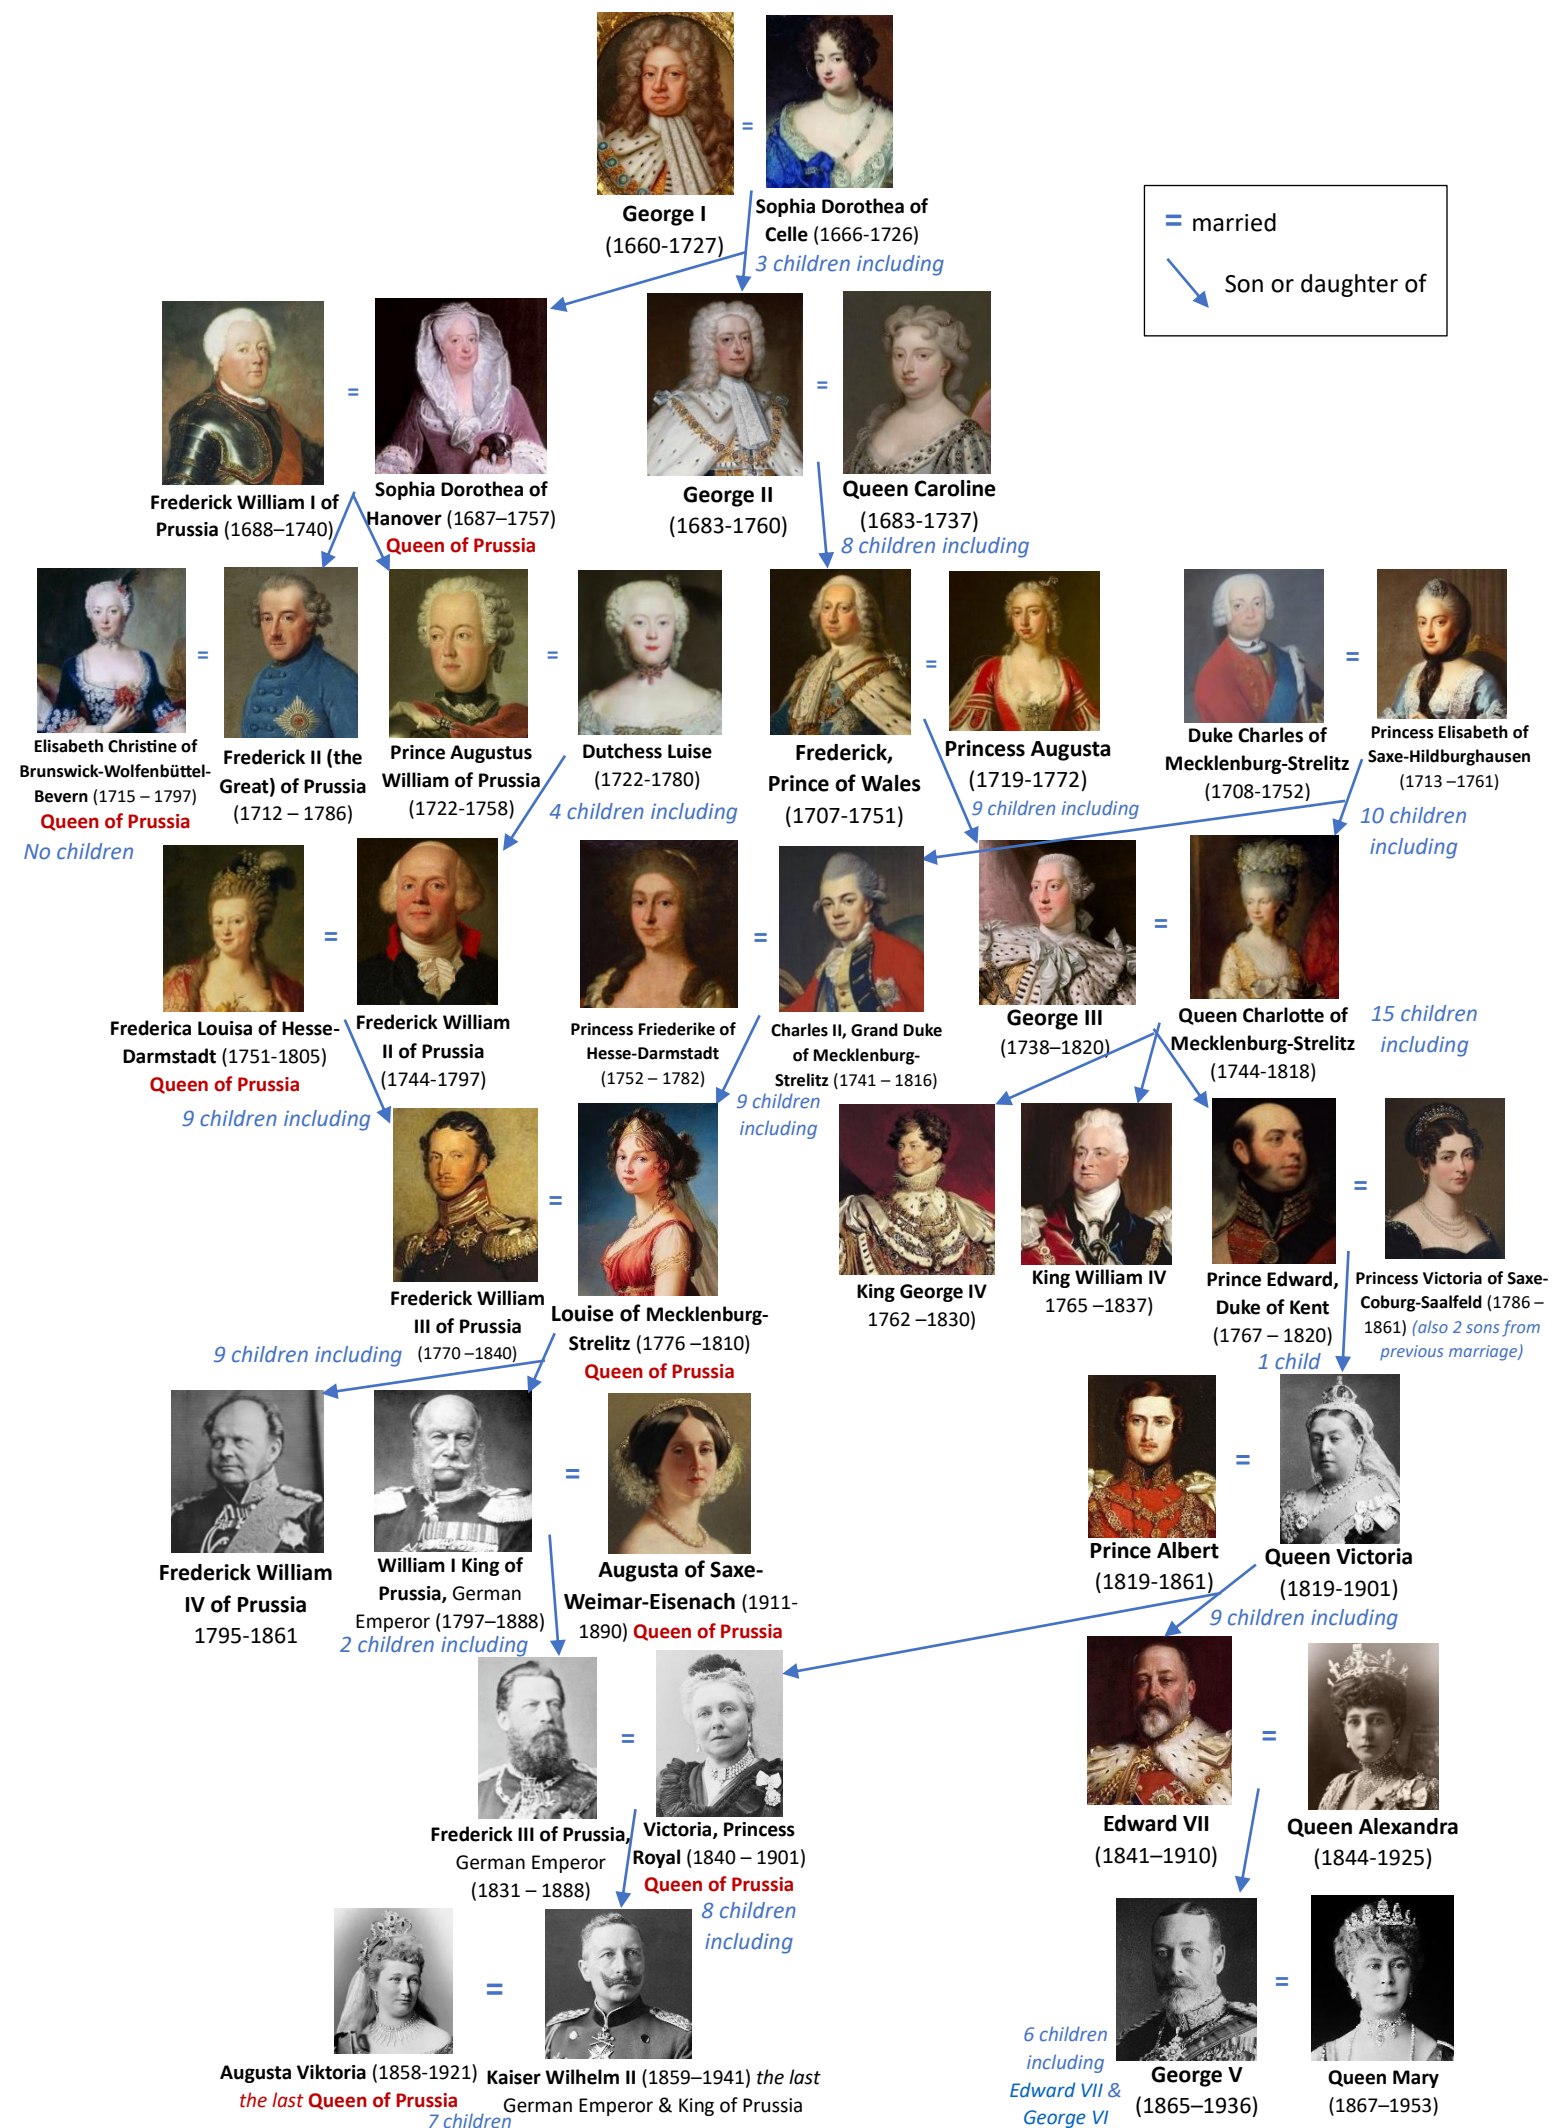 George I
(1660-1727)
=
Sophia Dorothea of
Celle (1666-1726)
3 children including
= married
Son or daughter of
Frederick William I of
Prussia (1688–1740)
=
Sophia Dorothea of
Hanover (1687–1757)
Queen of Prussia
George II
(1683-1760)
=
Queen Caroline
(1683-1737)
8 children including
Elisabeth Christine of
Brunswick-Wolfenbüttel-
Bevern (1715 – 1797)
Queen of Prussia
No children
=
Frederick II (the
Great) of Prussia
(1712 – 1786)
Prince Augustus
William of Prussia
(1722-1758)
=
Dutchess Luise
(1722-1780)
4 children including
Frederick,
Prince of Wales
(1707-1751)
=
Princess Augusta
(1719-1772)
9 children including
Duke Charles of
Mecklenburg-Strelitz
(1708-1752)
=
Princess Elisabeth of
Saxe-Hildburghausen
(1713 –1761)
10 children
including
Frederica Louisa of Hesse-
Darmstadt (1751-1805)
Queen of Prussia
9 children including
=
Frederick William
II of Prussia
(1744-1797)
Princess Friederike of
Hesse-Darmstadt
(1752 – 1782)
=
Charles II, Grand Duke
of Mecklenburg-
Strelitz (1741 – 1816)
9 children
including
George III
(1738–1820)
=
Queen Charlotte of
Mecklenburg-Strelitz
(1744-1818)
15 children
including
Frederick William
III of Prussia
(1770 –1840)
=
Louise of Mecklenburg-
Strelitz (1776 –1810)
Queen of Prussia
9 children including
King George IV
1762 –1830)
King William IV
1765 –1837)
Prince Edward,
Duke of Kent
(1767 – 1820)
1 child
=
Princess Victoria of Saxe-
Coburg-Saalfeld (1786 –
1861) (also 2 sons from
previous marriage)
Frederick William
IV of Prussia
1795-1861
William I King of
Prussia, German
Emperor (1797–1888)
2 children including
=
Augusta of Saxe-
Weimar-Eisenach (1911-
1890) Queen of Prussia
Prince Albert
(1819-1861)
=
Queen Victoria
(1819-1901)
9 children including
Frederick III of Prussia,
German Emperor
(1831 – 1888)
=
Victoria, Princess
Royal (1840 – 1901)
Queen of Prussia
8 children
including
Edward VII
(1841–1910)
=
Queen Alexandra
(1844-1925)
Augusta Viktoria (1858-1921)
the last Queen of Prussia
7 children
=
Kaiser Wilhelm II (1859–1941) the last
German Emperor & King of Prussia
6 children
including
Edward VII &
George VI
George V
(1865–1936)
=
Queen Mary
(1867–1953)